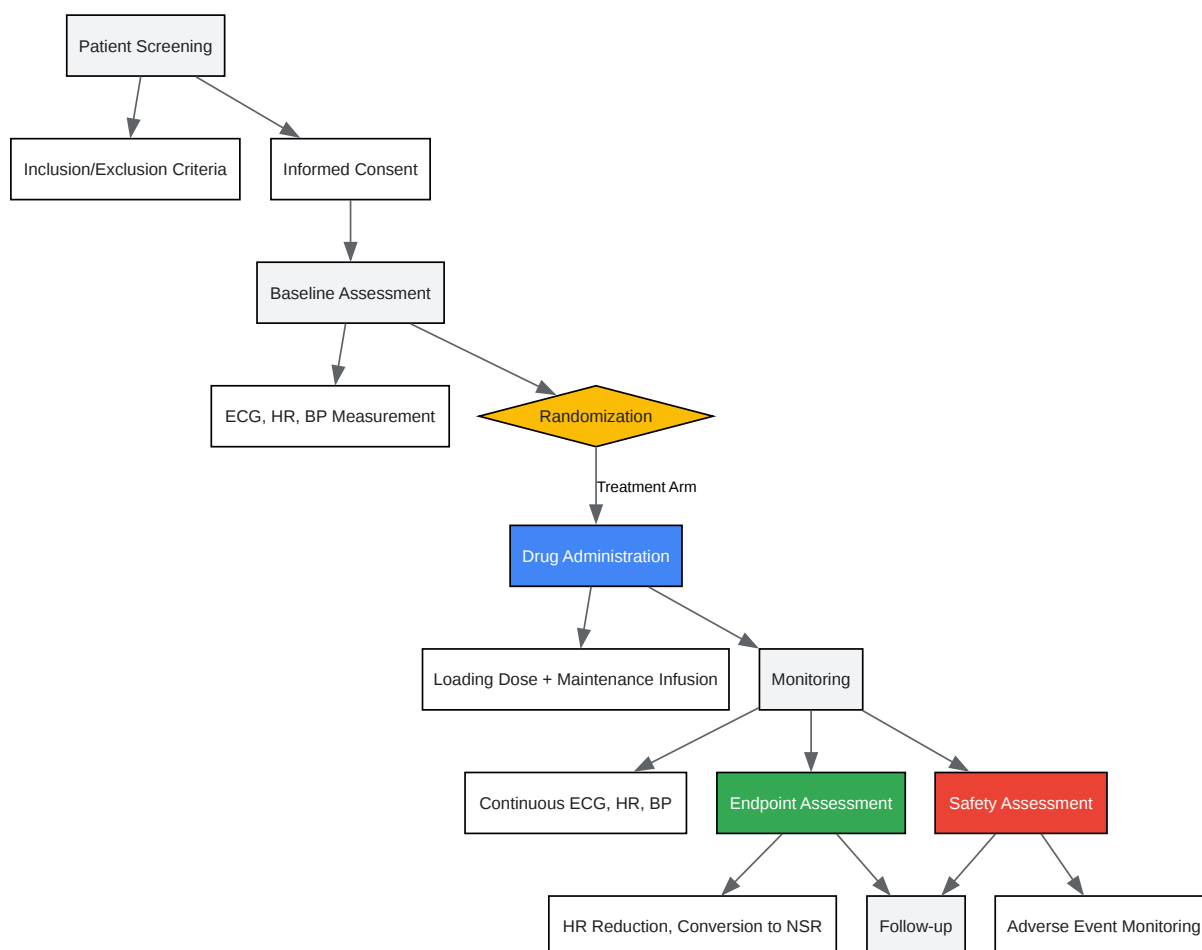 Patient Screening
Inclusion/Exclusion Criteria
Informed Consent
Baseline Assessment
ECG, HR, BP Measurement
Randomization
Treatment Arm
Drug Administration
Loading Dose + Maintenance Infusion
Monitoring
Continuous ECG, HR, BP
Endpoint Assessment
Safety Assessment
HR Reduction, Conversion to NSR
Follow-up
Adverse Event Monitoring